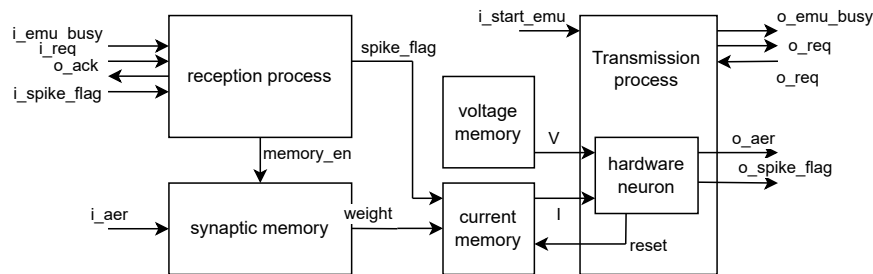 i_start_emu
o_emu_busy
i_emu_busy
i_req
o_ack
i_spike_flag
reception process
spike_flag
Transmission
process
o_req
o_req
voltage
memory
V
memory_en
hardware
neuron
o_aer
o_spike_flag
i_aer
synaptic memory
weight
current
memory
I
reset